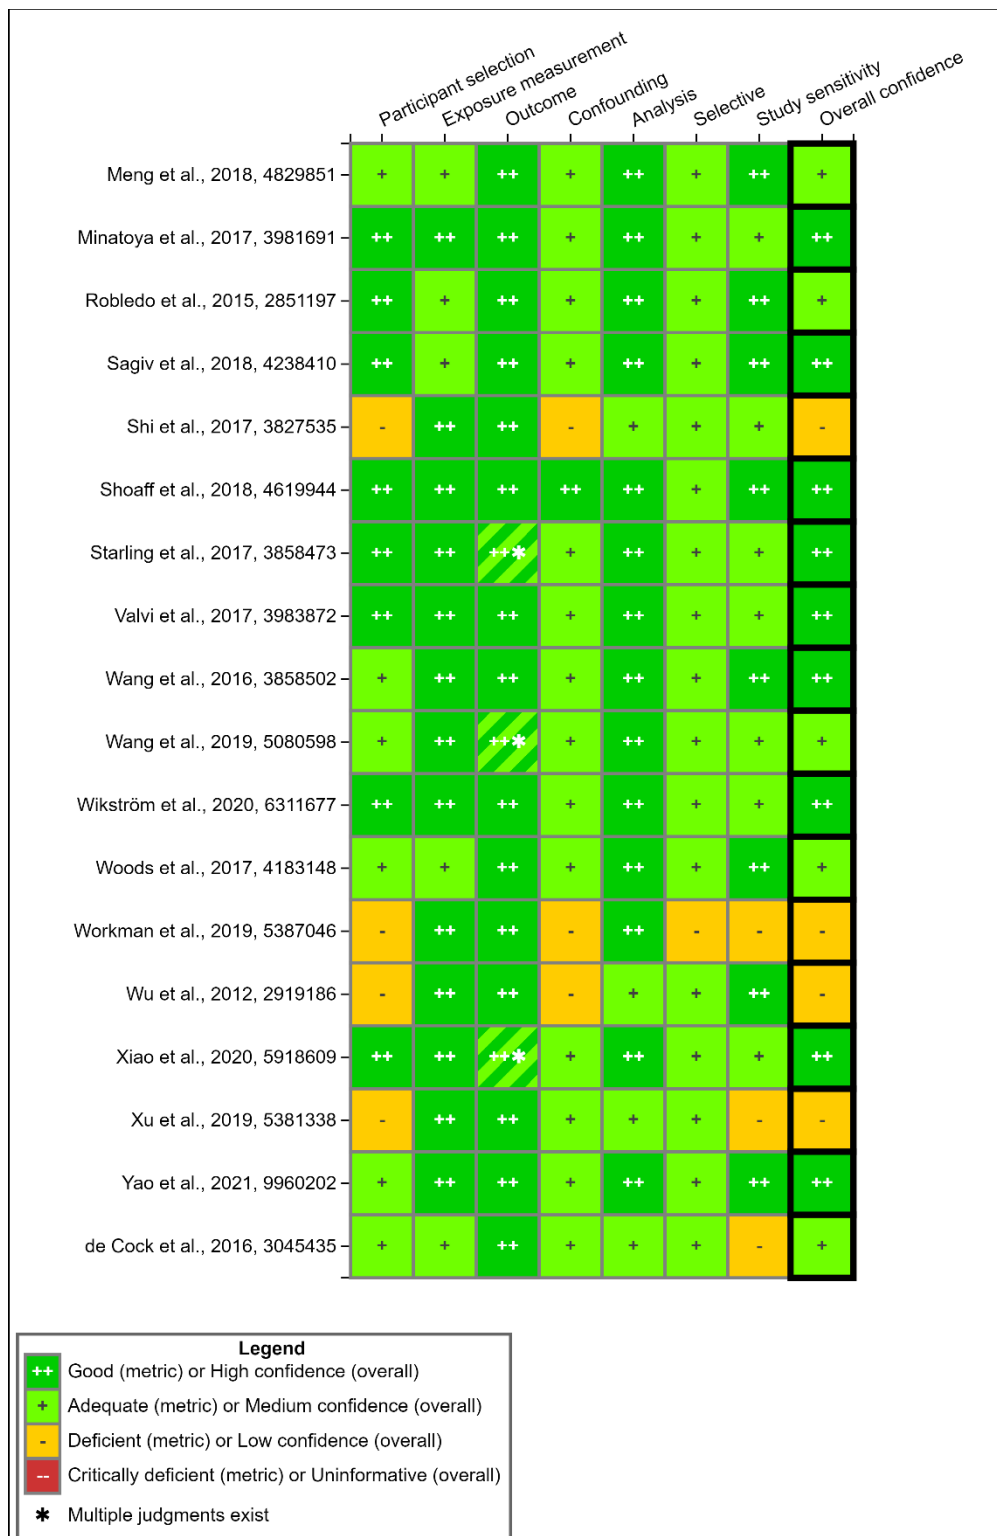 Participant selection
Exposure measurement
Outcome
Confounding
Analysis
Selective
Study sensitivity
Overall confidence
Meng et al., 2018, 4829851 + + ++ + ++ + ++ +
Minatoya et al., 2017, 3981691 ++ ++ ++ + ++ + + ++
Robledo et al., 2015, 2851197 ++ + ++ + ++ + ++ +
Sagiv et al., 2018, 4238410 ++ + ++ + ++ + ++ ++
Shi et al., 2017, 3827535 - ++ ++ - + + + -
Shoaff et al., 2018, 4619944 ++ ++ ++ ++ ++ + ++ ++
Starling et al., 2017, 3858473 ++ ++ ++✱ + ++ + + ++
Valvi et al., 2017, 3983872 ++ ++ ++ + ++ + + ++
Wang et al., 2016, 3858502 + ++ ++ + ++ + ++ ++
Wang et al., 2019, 5080598 + ++ ++✱ + ++ + + +
Wikström et al., 2020, 6311677 ++ ++ ++ + ++ + + ++
Woods et al., 2017, 4183148 + + ++ + ++ + ++ +
Workman et al., 2019, 5387046 - ++ ++ - ++ - - -
Wu et al., 2012, 2919186 - ++ ++ - + + ++ -
Xiao et al., 2020, 5918609 ++ ++ ++✱ + ++ + + ++
Xu et al., 2019, 5381338 - ++ ++ + + + - -
Yao et al., 2021, 9960202 + ++ ++ + ++ + ++ ++
de Cock et al., 2016, 3045435 + + ++ + + + - +
Legend
++ Good (metric) or High confidence (overall)
+ Adequate (metric) or Medium confidence (overall)
- Deficient (metric) or Low confidence (overall)
-- Critically deficient (metric) or Uninformative (overall)
✱ Multiple judgments exist